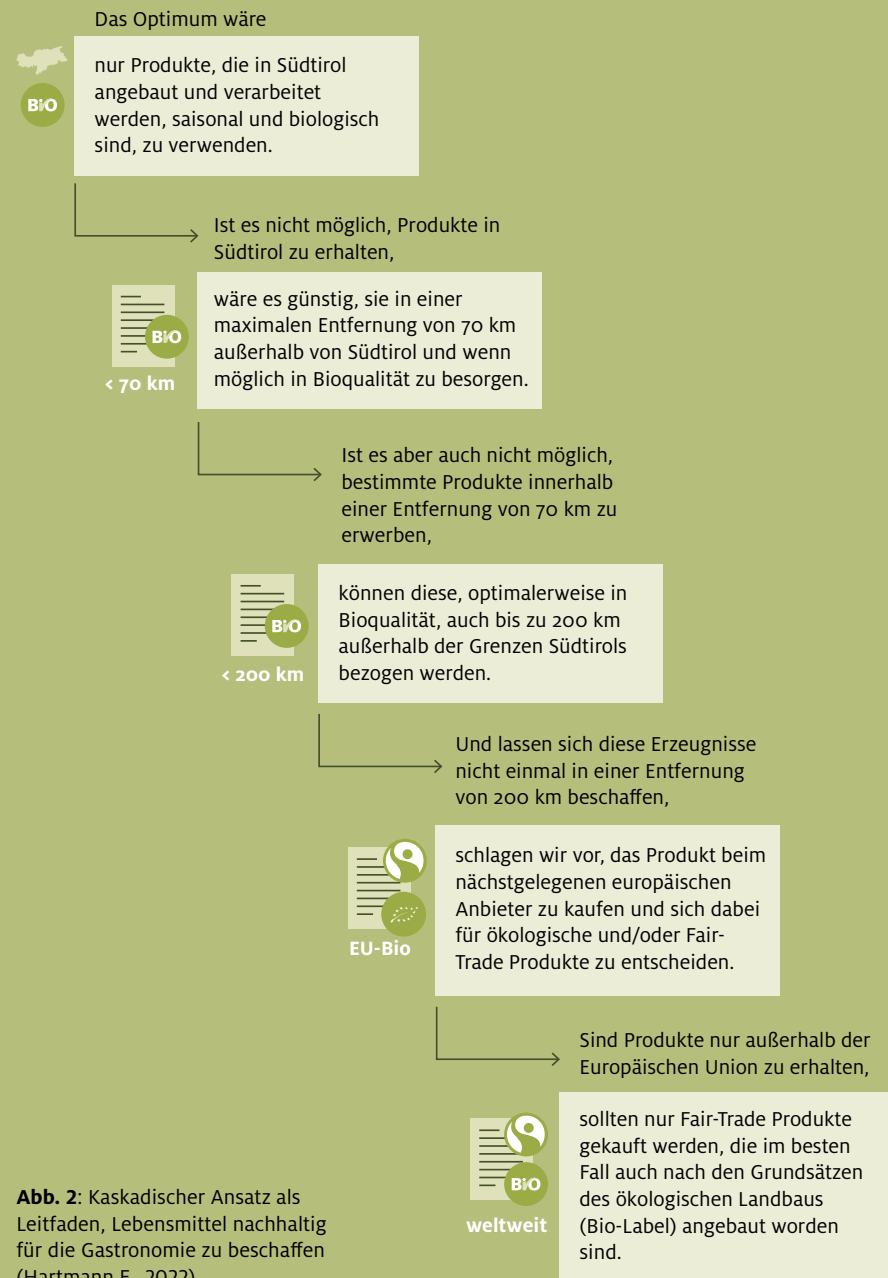 Das Optimum wäre
BIO
nur Produkte, die in Südtirol
angebaut und verarbeitet
werden, saisonal und biologisch
sind, zu verwenden.
Ist es nicht möglich, Produkte in
Südtirol zu erhalten,
BIO
< 70 km
wäre es günstig, sie in einer
maximalen Entfernung von 70 km
außerhalb von Südtirol und wenn
möglich in Bioqualität zu besorgen.
Ist es aber auch nicht möglich,
bestimmte Produkte innerhalb
einer Entfernung von 70 km zu
erwerben,
BIO
< 200 km
können diese, optimalerweise in
Bioqualität, auch bis zu 200 km
außerhalb der Grenzen Südtirols
bezogen werden.
Und lassen sich diese Erzeugnisse
nicht einmal in einer Entfernung
von 200 km beschaffen,
EU-Bio
schlagen wir vor, das Produkt beim
nächstgelegenen europäischen
Anbieter zu kaufen und sich dabei
für ökologische und/oder Fair-
Trade Produkte zu entscheiden.
Sind Produkte nur außerhalb der
Europäischen Union zu erhalten,
BIO
weltweit
sollten nur Fair-Trade Produkte
gekauft werden, die im besten
Fall auch nach den Grundsätzen
des ökologischen Landbaus
(Bio-Label) angebaut worden
sind.
Abb. 2: Kaskadischer Ansatz als
Leitfaden, Lebensmittel nachhaltig
für die Gastronomie zu beschaffen
(Hartmann E., 2022)